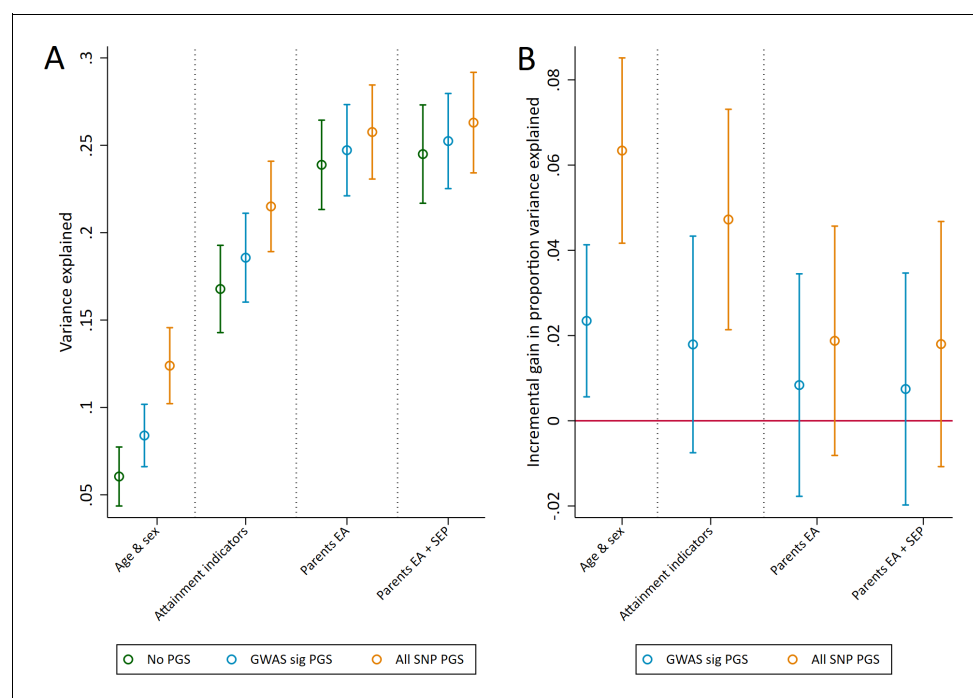 A
Variance explained
.3
.25
.2
.15
.1
.05
Age & sex
Attainment indicators
Parents EA
Parents EA + SEP
No PGS
GWAS sig PGS
All SNP PGS
B
Incremental gain in proportion variance explained
.08
.06
.04
.02
0
-.02
Age & sex
Attainment indicators
Parents EA
Parents EA + SEP
GWAS sig PGS
All SNP PGS